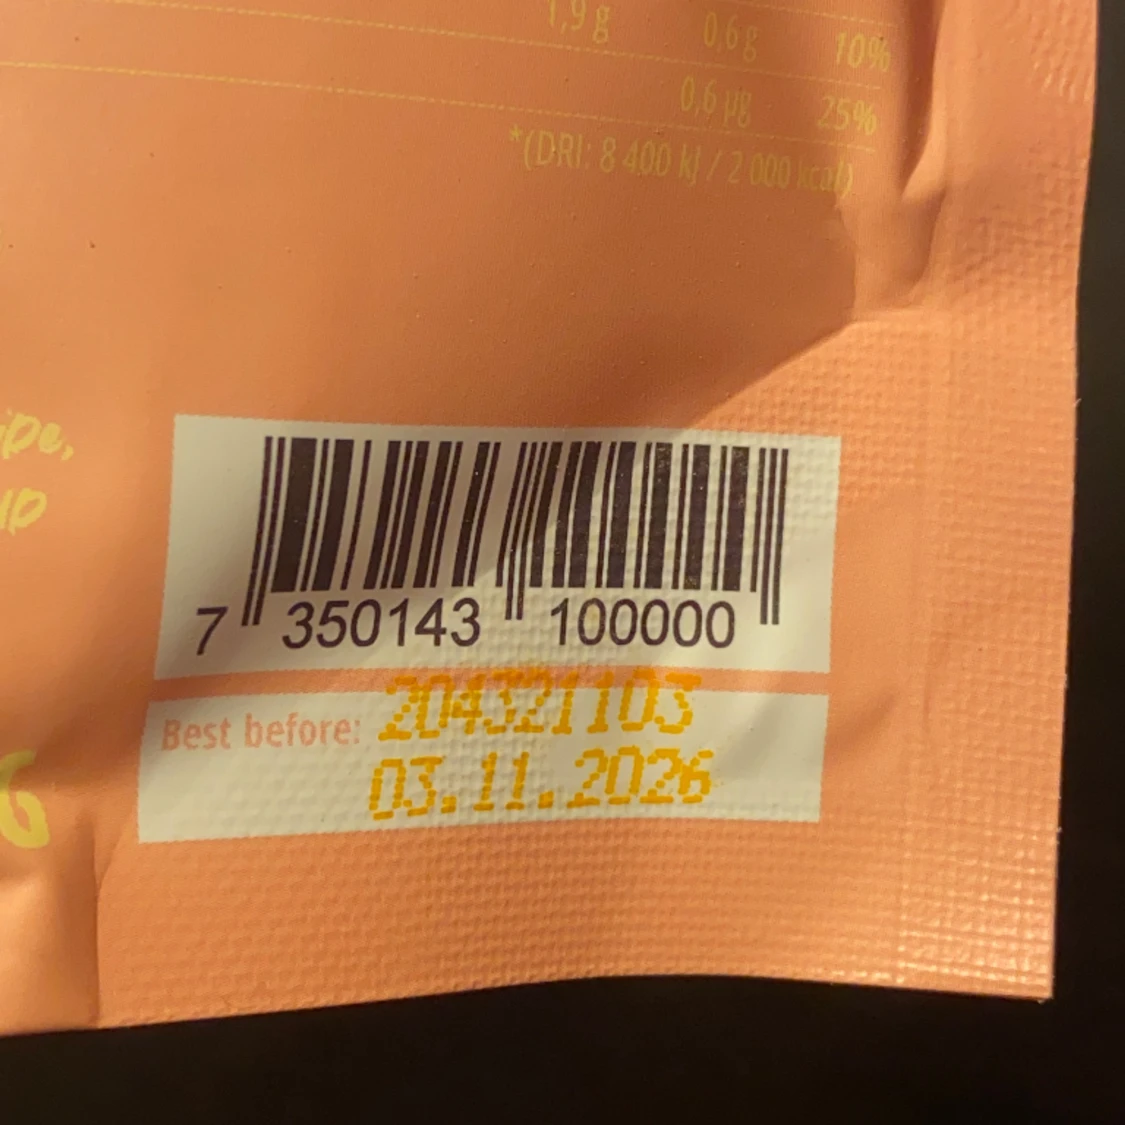 1,9 g 0,6 g 10%
0,6 µg 25%
*(DRI: 8 400 kJ / 2 000 kcal)
7 350143 100000
204321103
Best before:
03.11.2026